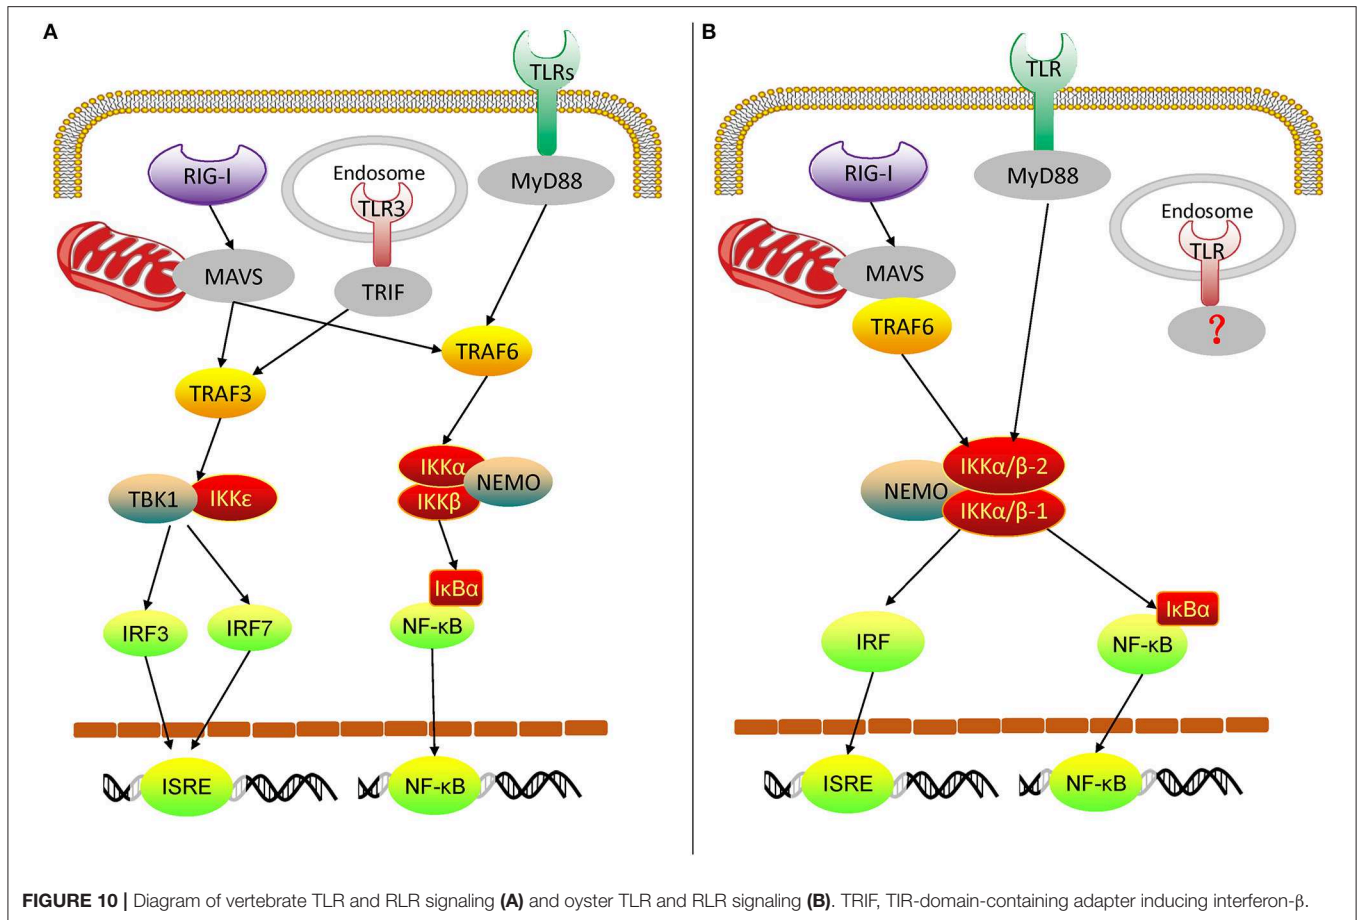 A
TLRs
RIG-I
Endosome
TLR3
MyD88
MAVS
TRIF
TRAF6
TRAF3
IKKα
NEMO
IKKβ
TBK1
IKKε
IκBα
NF-κB
IRF3
IRF7
ISRE
NF-κB
B
TLR
RIG-I
MyD88
Endosome
TLR
MAVS
TRAF6
?
IKKα/β-2
NEMO
IKKα/β-1
IκBα
IRF
NF-κB
ISRE
NF-κB
FIGURE 10 | Diagram of vertebrate TLR and RLR signaling (A) and oyster TLR and RLR signaling (B). TRIF, TIR-domain-containing adapter inducing interferon-β.